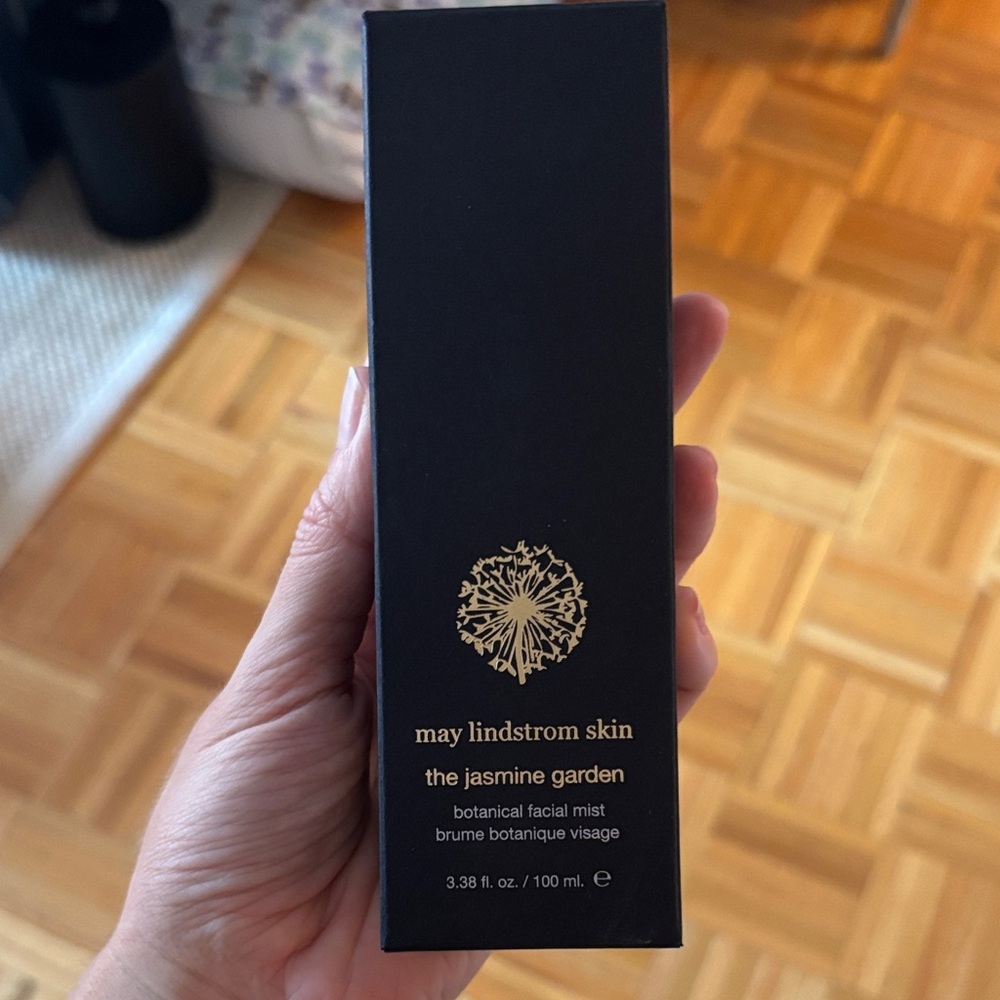 may lindstrom skin
the jasmine garden
botanical facial mist
brume botanique visage
3.38 fl. oz. / 100 ml. ℮